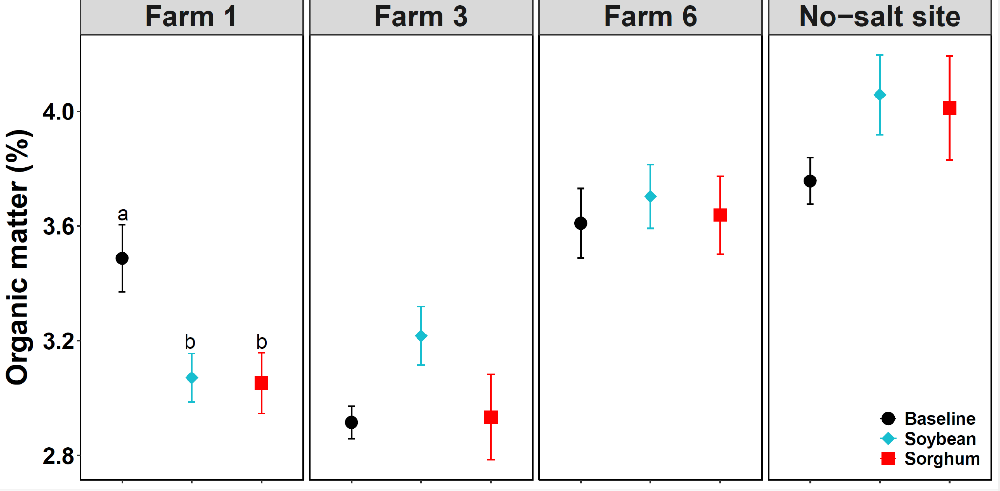 Farm 1
Farm 3
Farm 6
No−salt site
Organic matter (%)
4.0
3.6
3.2
2.8
a
b
b
Baseline
Soybean
Sorghum